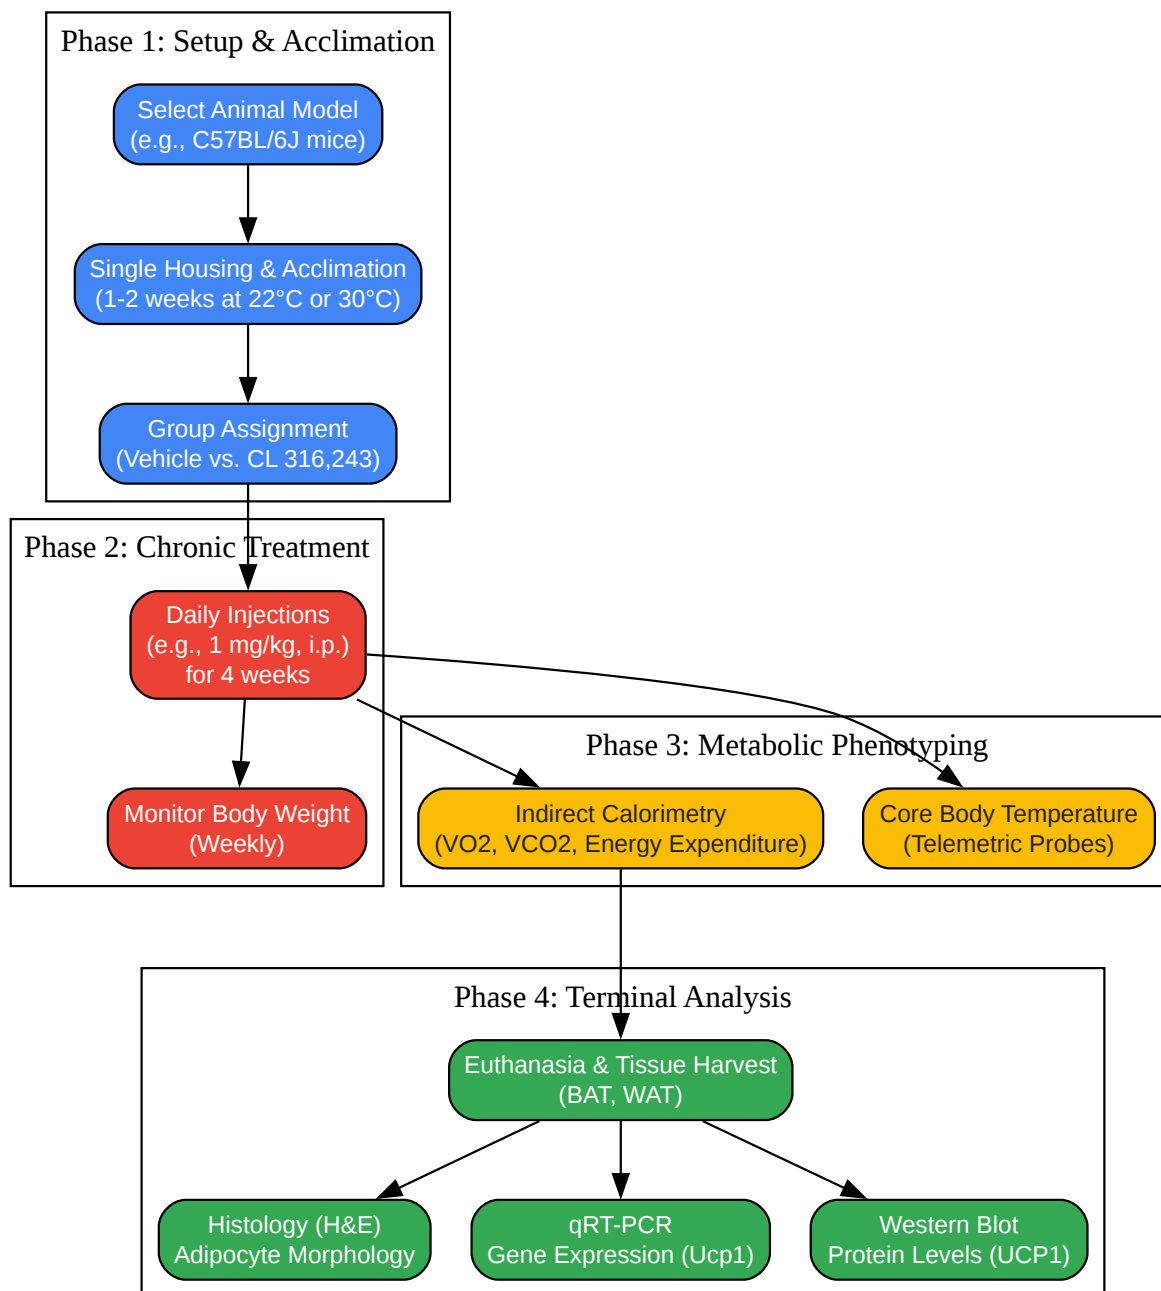 Phase 1: Setup & Acclimation
Select Animal Model
(e.g., C57BL/6J mice)
Single Housing & Acclimation
(1-2 weeks at 22°C or 30°C)
Group Assignment
(Vehicle vs. CL 316,243)
Phase 2: Chronic Treatment
Daily Injections
(e.g., 1 mg/kg, i.p.)
for 4 weeks
Monitor Body Weight
(Weekly)
Phase 3: Metabolic Phenotyping
Indirect Calorimetry
(VO2, VCO2, Energy Expenditure)
Core Body Temperature
(Telemetric Probes)
Phase 4: Terminal Analysis
Euthanasia & Tissue Harvest
(BAT, WAT)
Histology (H&E)
Adipocyte Morphology
qRT-PCR
Gene Expression (Ucp1)
Western Blot
Protein Levels (UCP1)